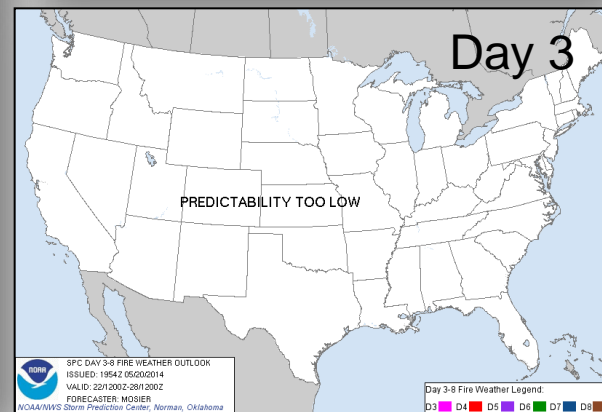 Day 3
PREDICTABILITY TOO LOW
NOAA
SPC DAY 3-8 FIRE WEATHER OUTLOOK
ISSUED: 1954Z 05/20/2014
VALID: 22/1200Z-28/1200Z
FORECASTER: MOSIER
NOAA/NWS Storm Prediction Center, Norman, Oklahoma
Day 3-8 Fire Weather Legend:
D3 D4 D5 D6 D7 D8